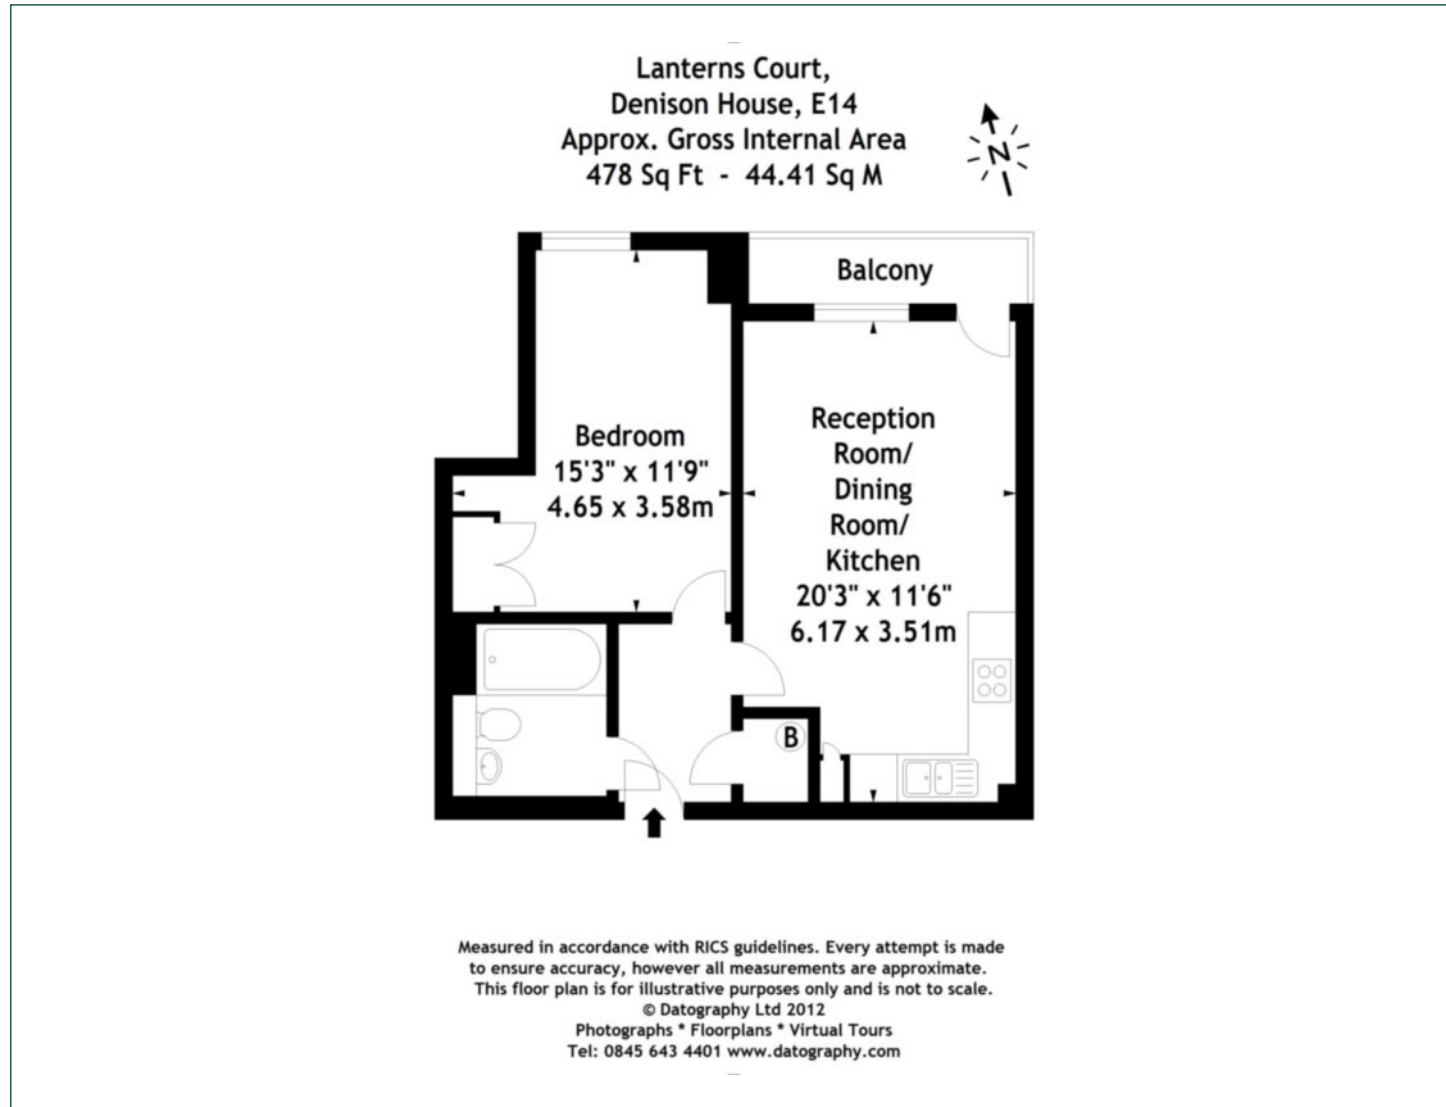 Lanterns Court,
Denison House, E14
Approx. Gross Internal Area
478 Sq Ft - 44.41 Sq M
N
Balcony
Bedroom
15'3" x 11'9"
4.65 x 3.58m
Reception
Room/
Dining
Room/
Kitchen
20'3" x 11'6"
6.17 x 3.51m
B
Measured in accordance with RICS guidelines. Every attempt is made
to ensure accuracy, however all measurements are approximate.
This floor plan is for illustrative purposes only and is not to scale.
© Datography Ltd 2012
Photographs * Floorplans * Virtual Tours
Tel: 0845 643 4401 www.datography.com